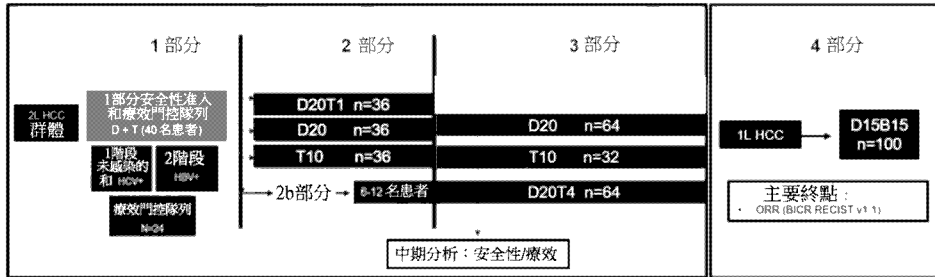 1 部分
2 部分
3 部分
4 部分
2L HCC
群體
1部分安全性准入
和療效門控隊列
D + T (40 名患者)
1階段
未感染的
和 HCV+
2階段
HBV+
療效門控隊列
N=24
D20T1 n=36
D20 n=36
T10 n=36
2b部分
6-12 名患者
D20 n=64
T10 n=32
D20T4 n=64
中期分析：安全性/療效
1L HCC
D15B15
n=100
主要終點：
・ ORR (BICR RECIST v1.1)